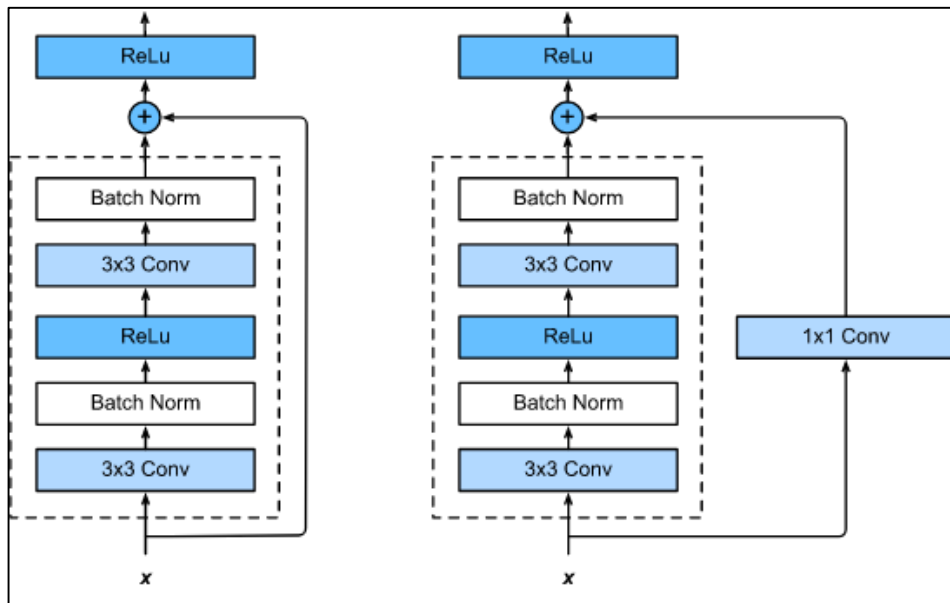 ReLu
+
Batch Norm
3x3 Conv
ReLu
Batch Norm
3x3 Conv
x
ReLu
+
Batch Norm
3x3 Conv
ReLu
Batch Norm
3x3 Conv
x
1x1 Conv